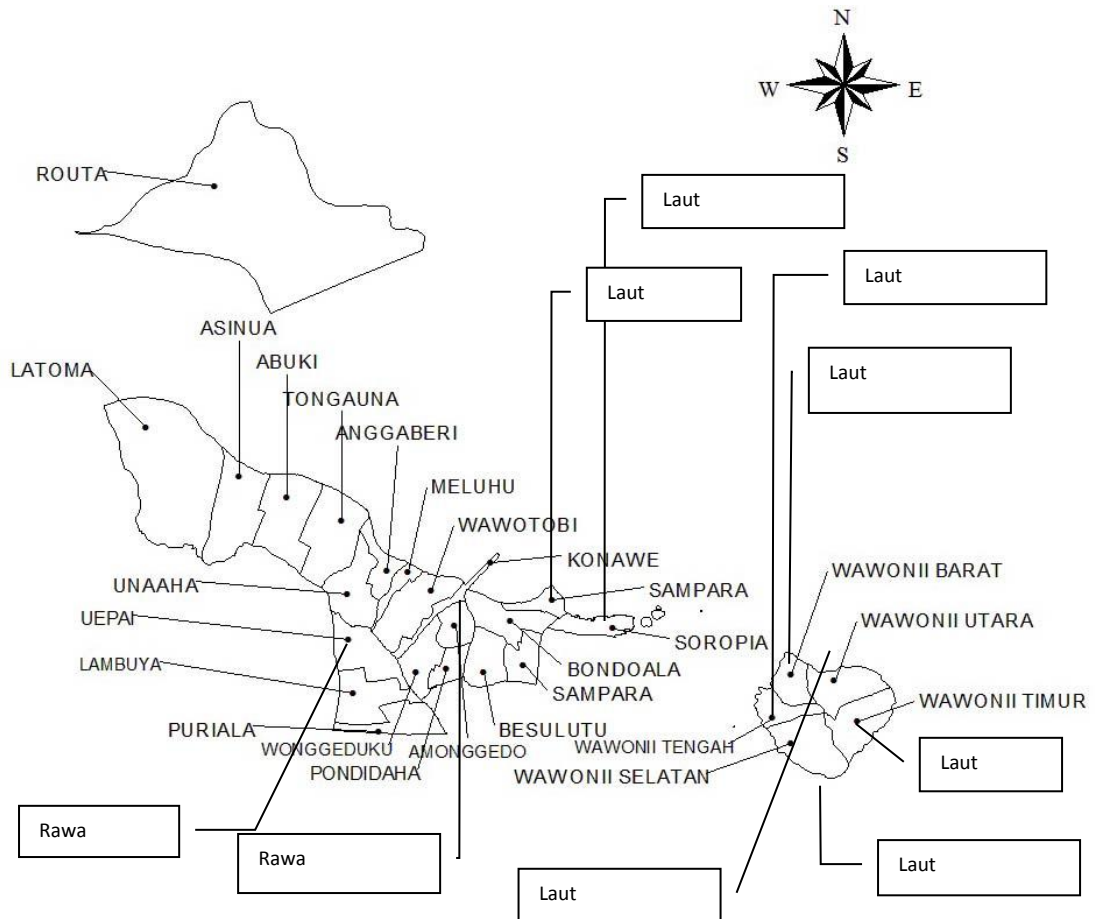 N
W
E
S
ROUTA
Laut
Laut
Laut
Laut
ASINUA
ABUKI
LATOMA
TONGAUNA
ANGGABERI
MELUHU
WAWOTOBI
KONAWE
SAMPARA
UNAAHA
UEPAI
LAMBUYA
SOROPIA
BONDOALA
SAMPARA
PURIALA
WONGGEDUKU
PONDIDAHA
AMONGGEDO
BESULUTU
WAWONII BARAT
WAWONII UTARA
WAWONII TIMUR
WAWONII TENGAH
WAWONII SELATAN
Laut
Rawa
Rawa
Laut
Laut